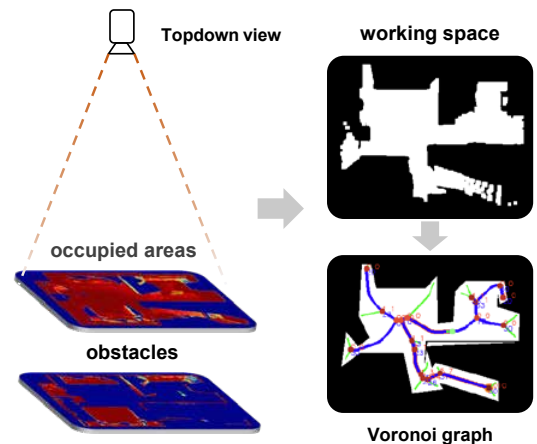 Topdown view
working space
occupied areas
obstacles
Voronoi graph